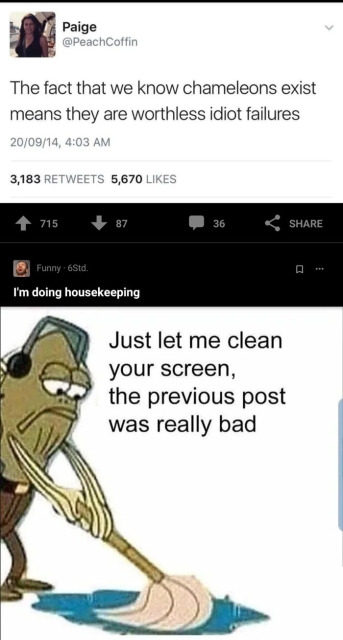 Paige
@PeachCoffin
The fact that we know chameleons exist
means they are worthless idiot failures
20/09/14, 4:03 AM
3,183 RETWEETS 5,670 LIKES
715 87 36 SHARE
Funny · 6Std.
I'm doing housekeeping
Just let me clean
your screen,
the previous post
was really bad